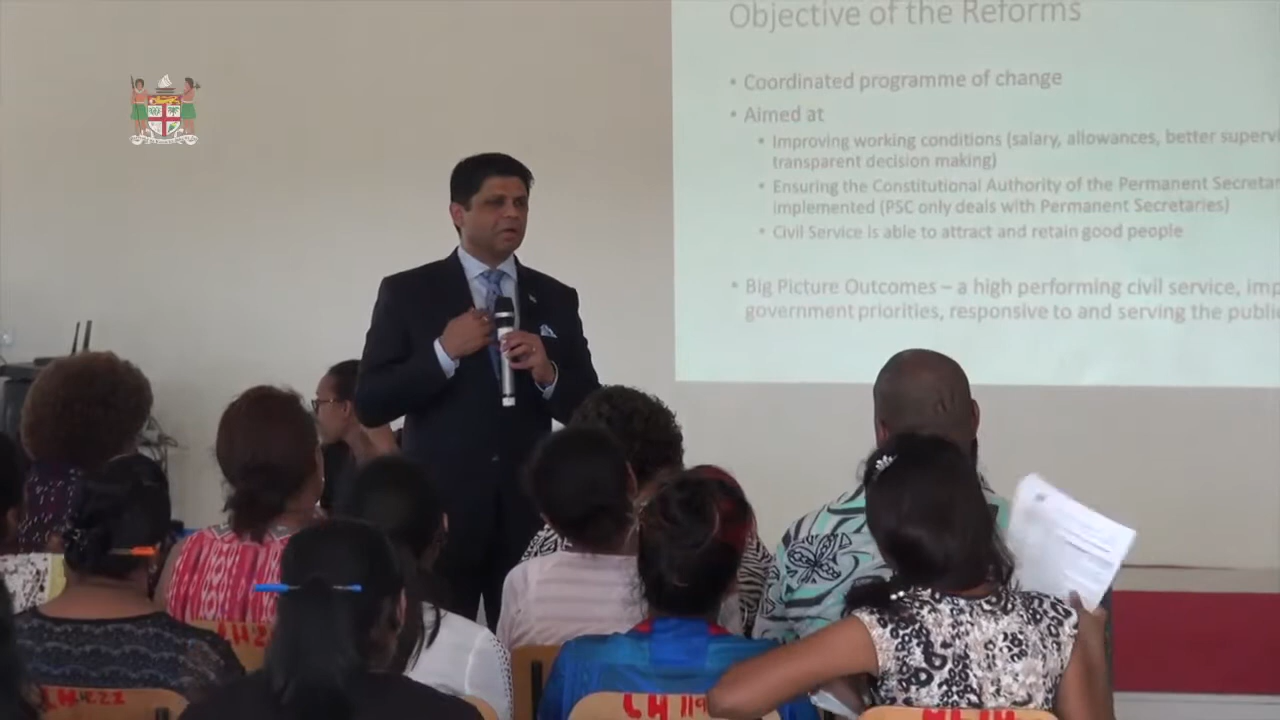 Objective of the Reforms
• Coordinated programme of change
• Aimed at
• Improving working conditions (salary, allowances, better supervi
transparent decision making)
• Ensuring the Constitutional Authority of the Permanent Secreta
implemented (PSC only deals with Permanent Secretaries)
• Civil Service is able to attract and retain good people
• Big Picture Outcomes – a high performing civil service, imp
government priorities, responsive to and serving the public
LH